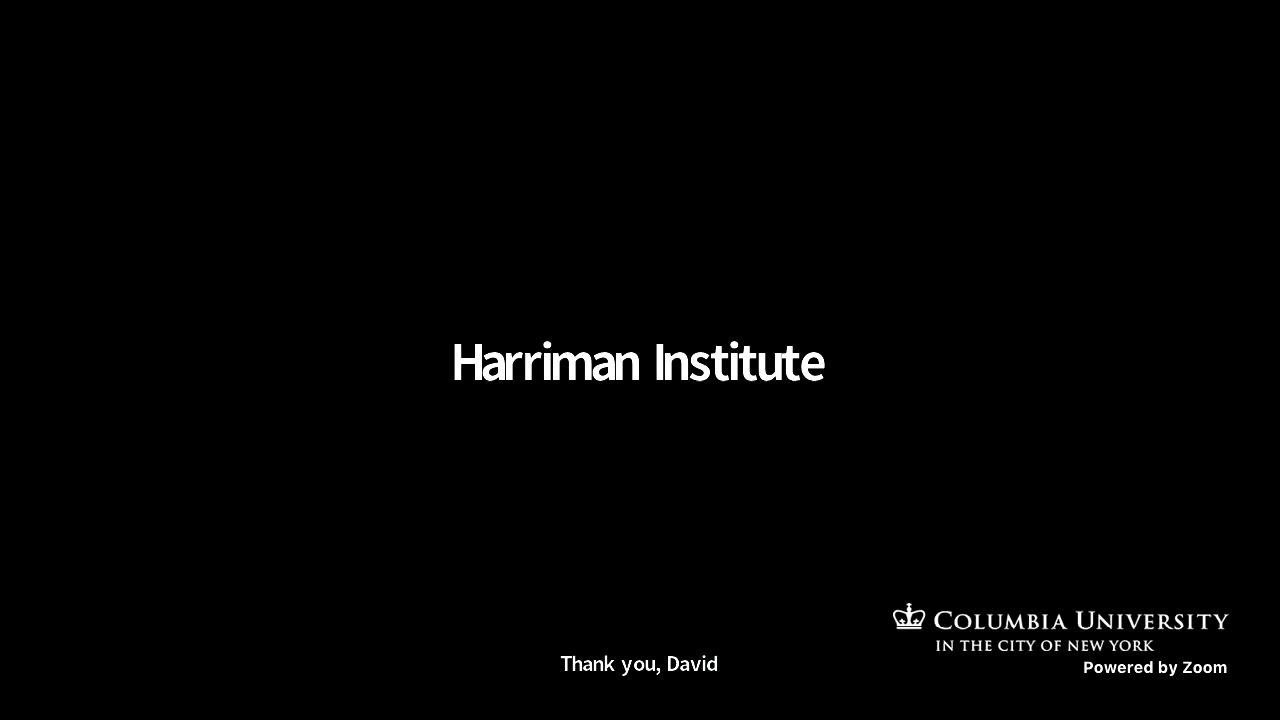 Harriman Institute
COLUMBIA UNIVERSITY
IN THE CITY OF NEW YORK
Thank you, David
Powered by Zoom